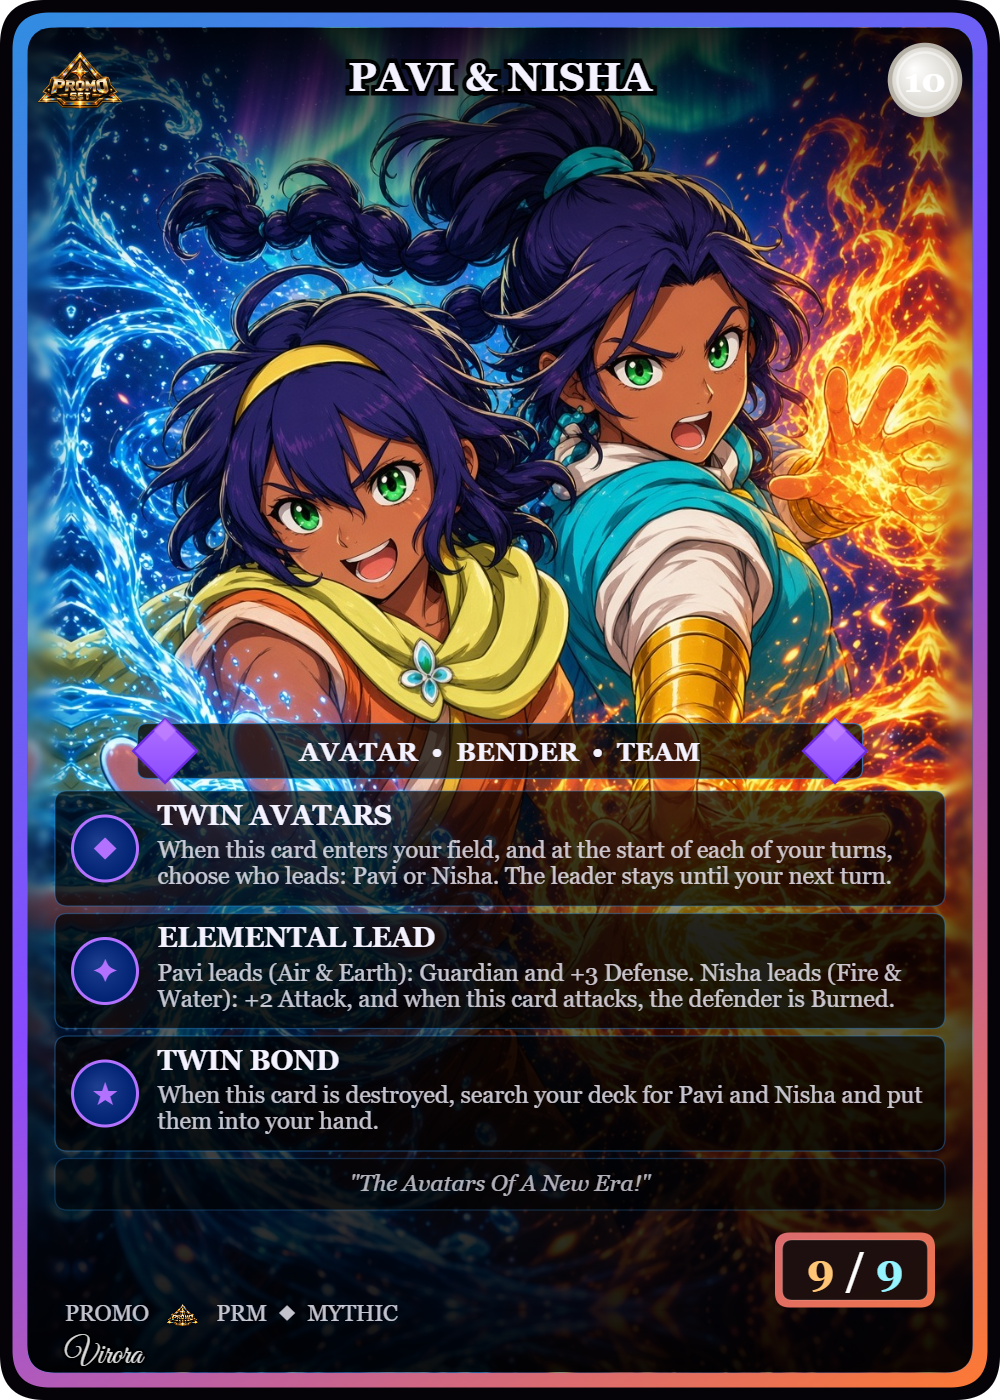 PROMO
SET
PAVI & NISHA
10
AVATAR • BENDER • TEAM
TWIN AVATARS
When this card enters your field, and at the start of each of your turns,
choose who leads: Pavi or Nisha. The leader stays until your next turn.
ELEMENTAL LEAD
Pavi leads (Air & Earth): Guardian and +3 Defense. Nisha leads (Fire &
Water): +2 Attack, and when this card attacks, the defender is Burned.
TWIN BOND
When this card is destroyed, search your deck for Pavi and Nisha and put
them into your hand.
"The Avatars Of A New Era!"
9 / 9
PROMO PROMO SET PRM ◆ MYTHIC
Virora